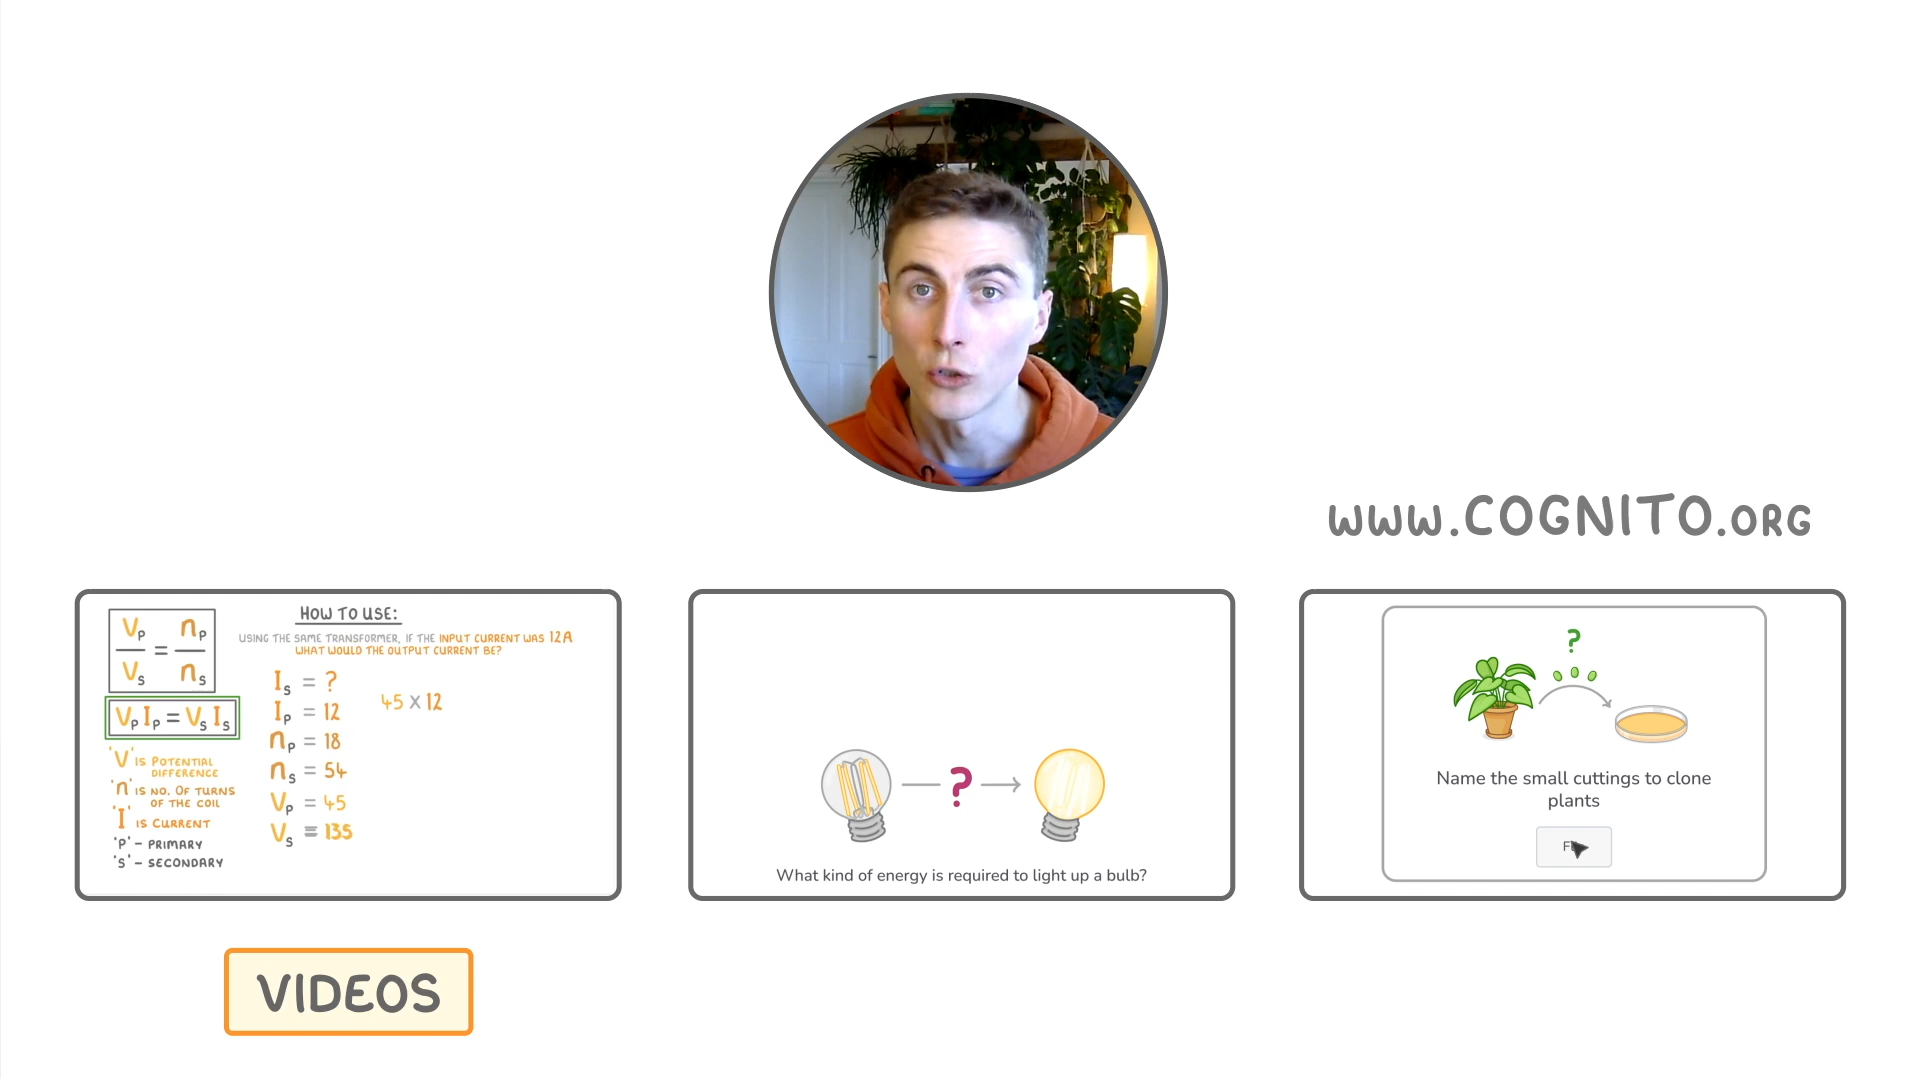 www.COGNITO.ORG
Vp/Vs = np/ns
VpIp = VsIs
'V' IS POTENTIAL
DIFFERENCE
'n' IS NO. OF TURNS
OF THE COIL
'I' IS CURRENT
'P' - PRIMARY
'S' - SECONDARY
HOW TO USE:
USING THE SAME TRANSFORMER, IF THE INPUT CURRENT WAS 12A
WHAT WOULD THE OUTPUT CURRENT BE?
Is = ?
Ip = 12
np = 18
ns = 54
Vp = 45
Vs = 135
45 x 12
?
What kind of energy is required to light up a bulb?
?
Name the small cuttings to clone
plants
VIDEOS